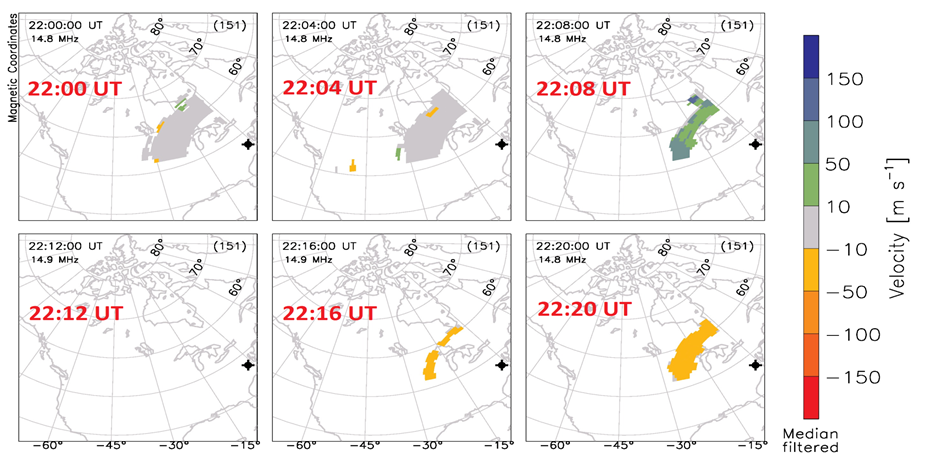 Magnetic Coordinates
22:00:00 UT (151)
14.8 MHz
80°
70°
60°
22:00 UT
22:04:00 UT (151)
14.8 MHz
80°
70°
60°
22:04 UT
22:08:00 UT (151)
14.8 MHz
80°
70°
60°
22:08 UT
22:12:00 UT (151)
14.9 MHz
80°
70°
60°
22:12 UT
-60° -45° -30° -15°
22:16:00 UT (151)
14.9 MHz
80°
70°
60°
22:16 UT
-60° -45° -30° -15°
22:20:00 UT (151)
14.8 MHz
80°
70°
60°
22:20 UT
-60° -45° -30° -15°
150
100
50
10
-10
-50
-100
-150
Velocity [m s⁻¹]
Median
filtered